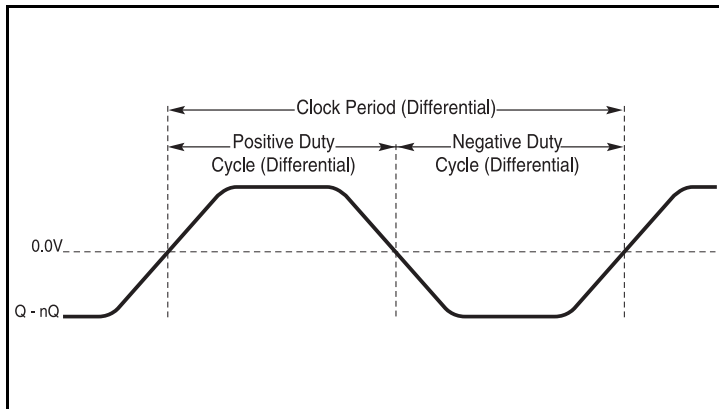 Clock Period (Differential)
Positive Duty
Cycle (Differential)
Negative Duty
Cycle (Differential)
0.0V
Q - nQ